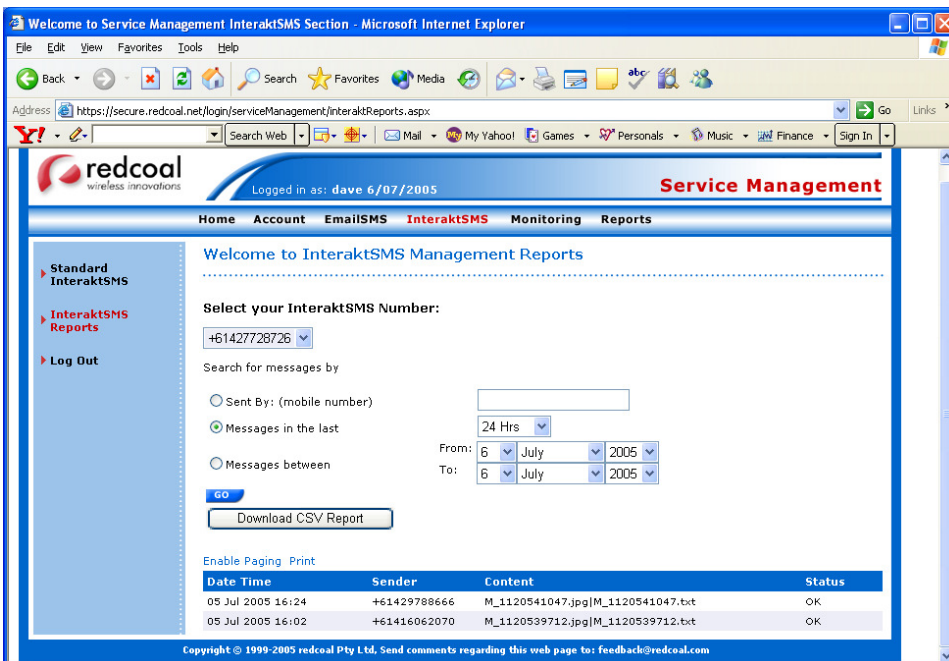 Welcome to Service Management InteraktSMS Section - Microsoft Internet Explorer
File Edit View Favorites Tools Help
Back Search Favorites Media
Address https://secure.redcoal.net/login/serviceManagement/interaktReports.aspx Go Links »
Y! Search Web Mail My Yahoo! Games Personals Music Finance Sign In
redcoal
wireless innovations
Logged in as: dave 6/07/2005
Service Management
Home Account EmailSMS InteraktSMS Monitoring Reports
Standard
InteraktSMS
InteraktSMS
Reports
Log Out
Welcome to InteraktSMS Management Reports
Select your InteraktSMS Number:
+61427728726
Search for messages by
Sent By: (mobile number)
Messages in the last 24 Hrs
Messages between
From: 6 July 2005
To: 6 July 2005
GO
Download CSV Report
Enable Paging Print
Date Time Sender Content Status
05 Jul 2005 16:24 +61429788666 M_1120541047.jpg|M_1120541047.txt OK
05 Jul 2005 16:02 +61416062070 M_1120539712.jpg|M_1120539712.txt OK
Copyright © 1999-2005 redcoal Pty Ltd, Send comments regarding this web page to: feedback@redcoal.com